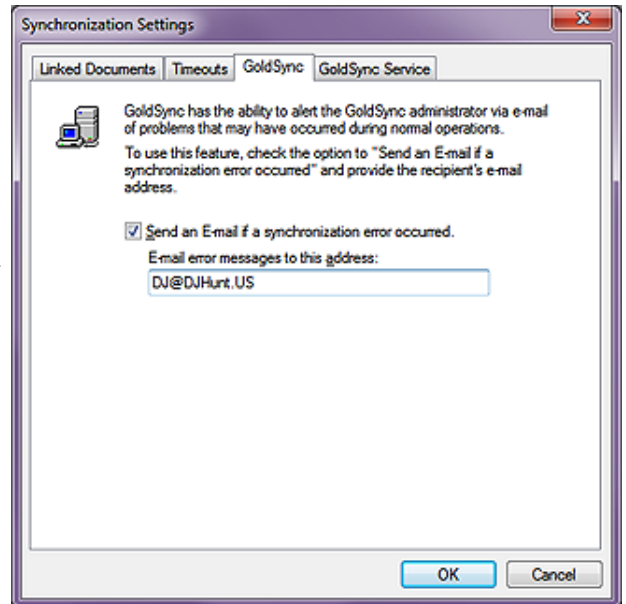 Synchronization Settings
Linked Documents Timeouts GoldSync GoldSync Service
GoldSync has the ability to alert the GoldSync administrator via e-mail
of problems that may have occurred during normal operations.
To use this feature, check the option to "Send an E-mail if a
synchronization error occurred" and provide the recipient's e-mail
address.
Send an E-mail if a synchronization error occurred.
E-mail error messages to this address:
DJ@DJHunt.US
OK Cancel